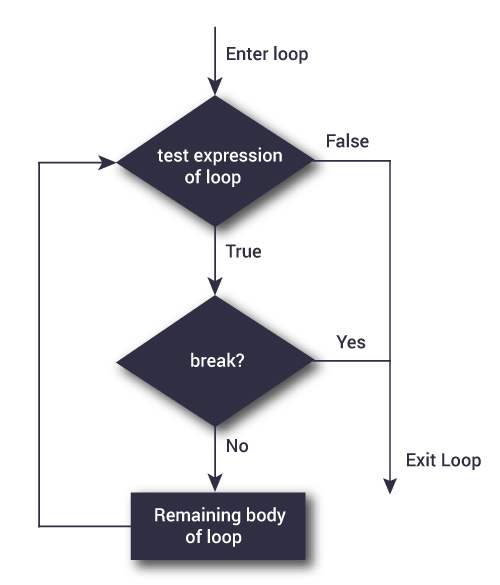 Enter loop
test expression
of loop
False
True
break?
Yes
No
Exit Loop
Remaining body
of loop